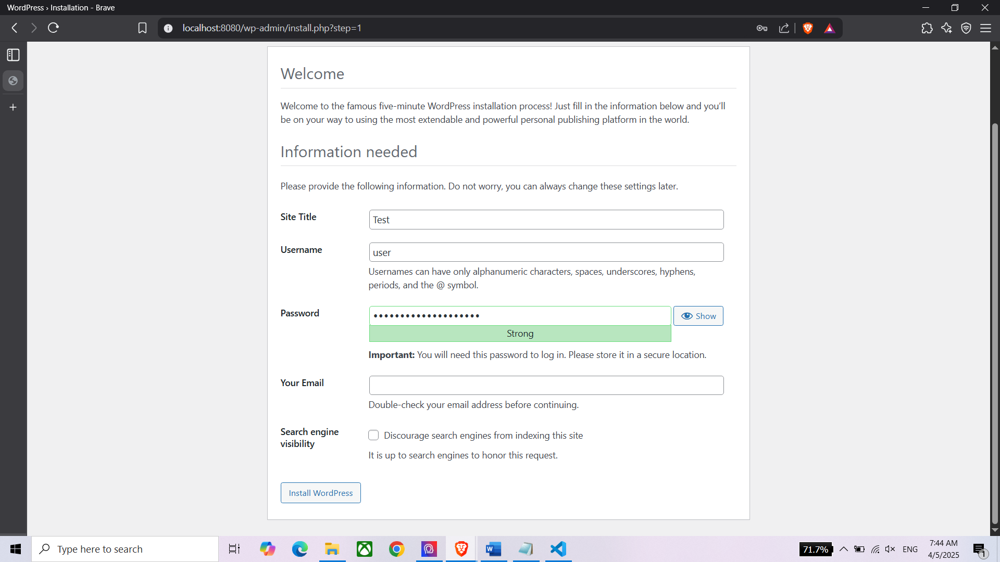 WordPress › Installation - Brave
localhost:8080/wp-admin/install.php?step=1
Welcome
Welcome to the famous five-minute WordPress installation process! Just fill in the information below and you’ll
be on your way to using the most extendable and powerful personal publishing platform in the world.
Information needed
Please provide the following information. Do not worry, you can always change these settings later.
Site Title
Test
Username
user
Usernames can have only alphanumeric characters, spaces, underscores, hyphens,
periods, and the @ symbol.
Password
••••••••••••••••••••
Show
Strong
Important: You will need this password to log in. Please store it in a secure location.
Your Email
Double-check your email address before continuing.
Search engine
visibility
Discourage search engines from indexing this site
It is up to search engines to honor this request.
Install WordPress
Type here to search
71.7%
ENG
7:44 AM
4/5/2025
1